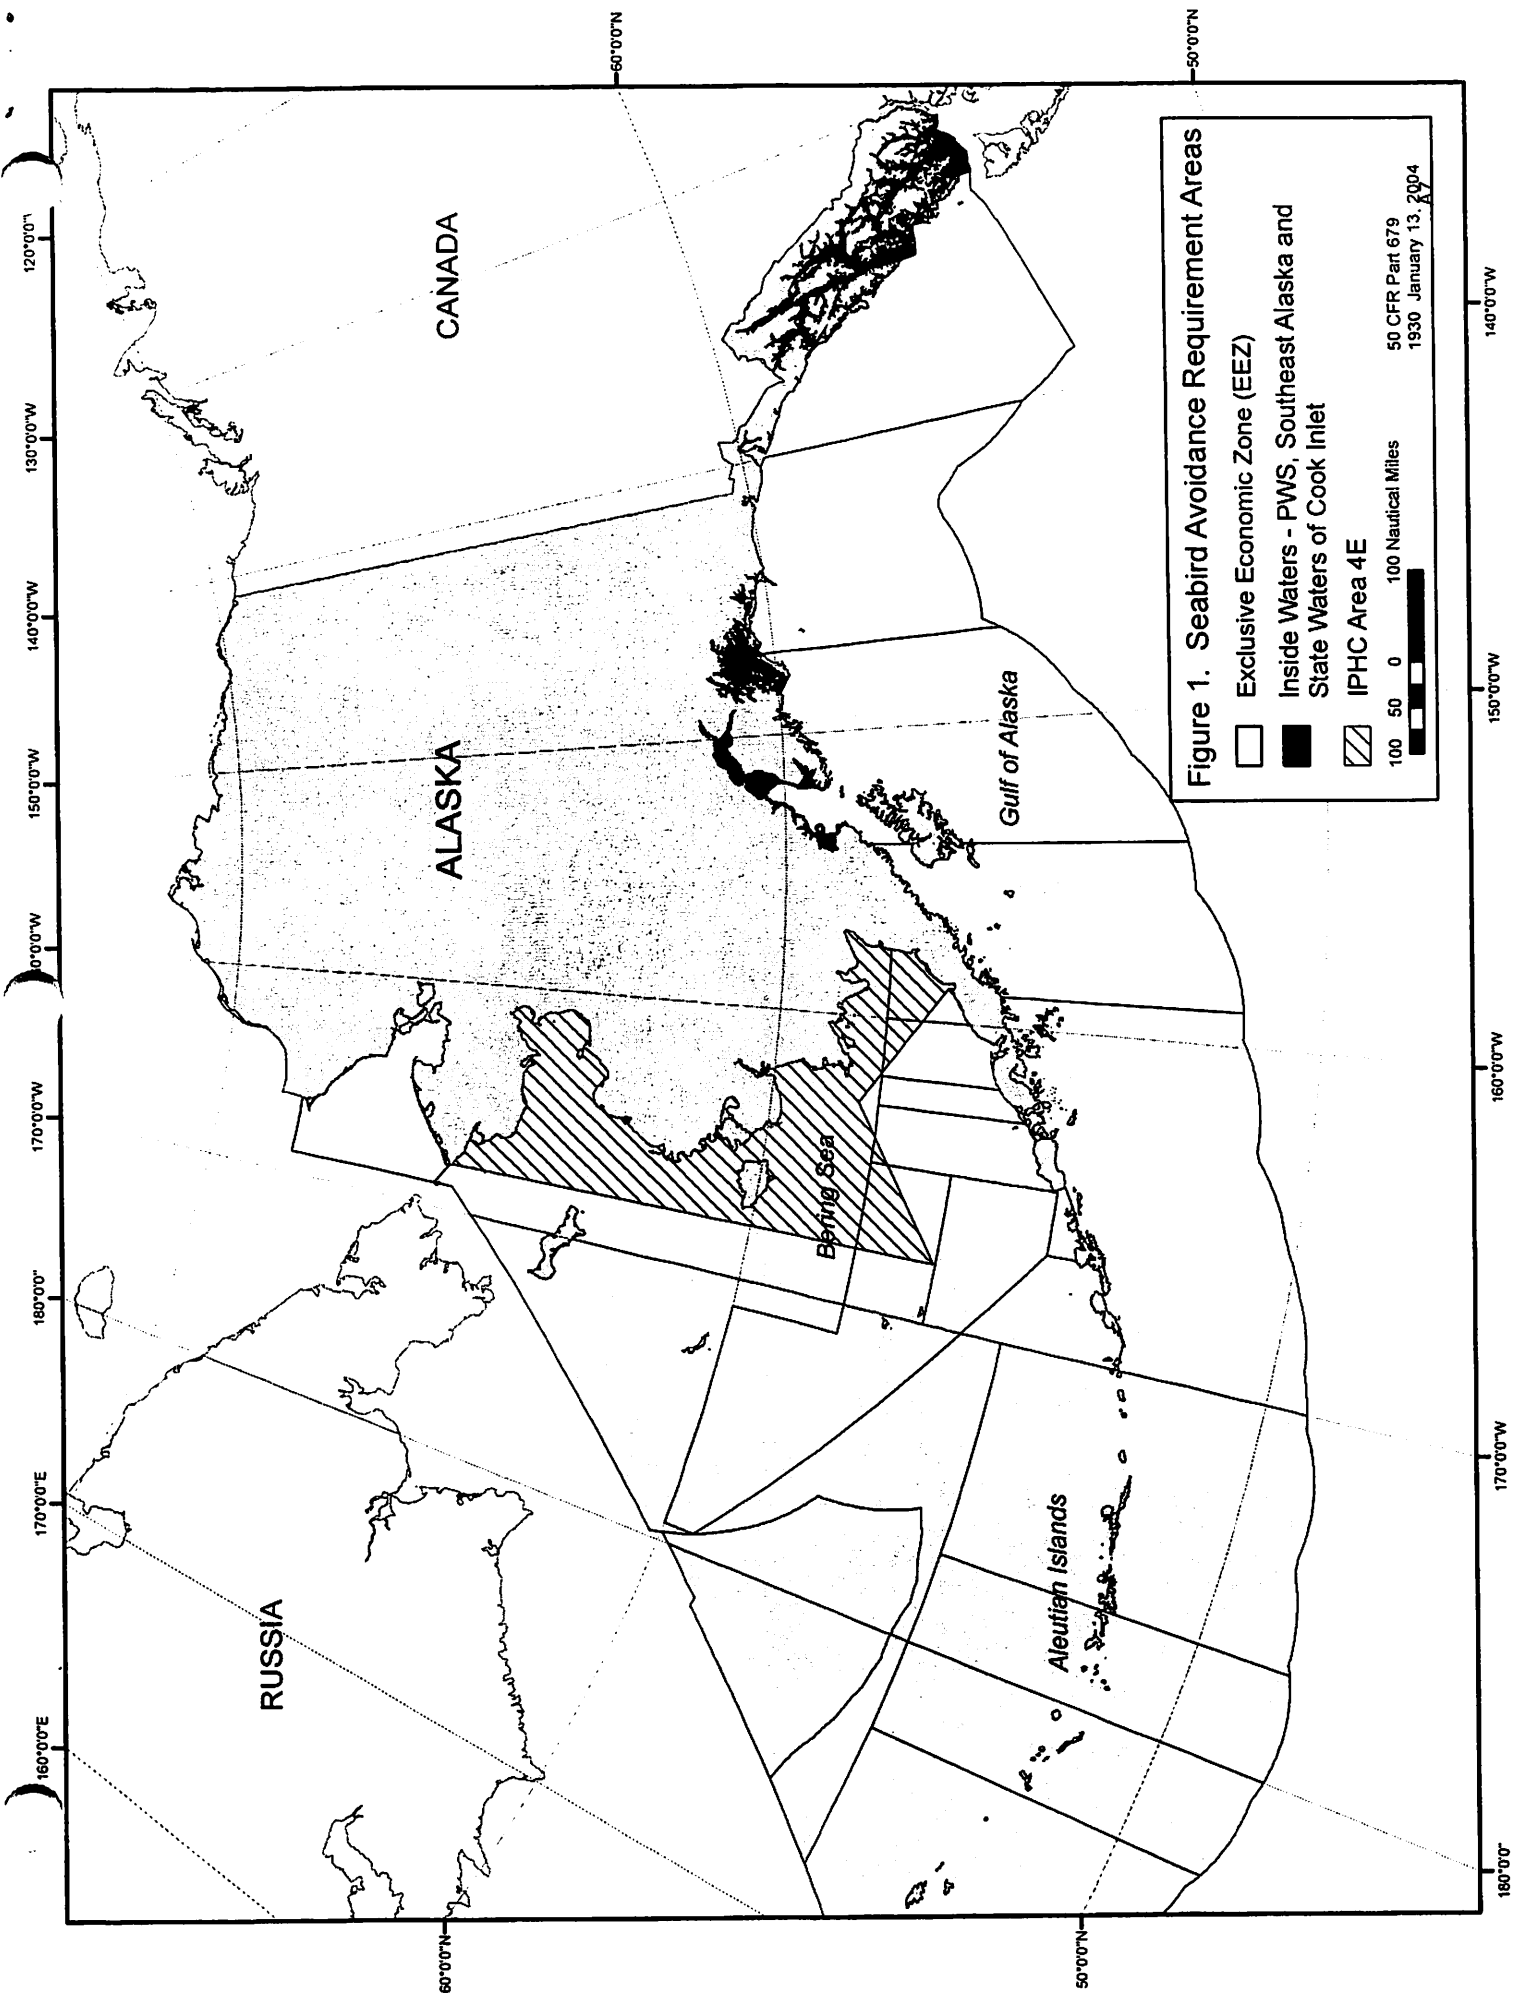 170°0'0"E
180°0'0"
170°0'0"W
150°0'0"W
140°0'0"W
130°0'0"W
160°0'0"E
60°0'0"N
50°0'0"N
60°0'0"N
50°0'0"N
RUSSIA
ALASKA
CANADA
Bering Sea
Gulf of Alaska
Aleutian Islands
Figure 1. Seabird Avoidance Requirement Areas
Exclusive Economic Zone (EEZ)
Inside Waters - PWS, Southeast Alaska and
State Waters of Cook Inlet
IPHC Area 4E
100 50 0 100 Nautical Miles
50 CFR Part 679
1930 January 13, 2004
180°0'0"
170°0'0"W
160°0'0"W
150°0'0"W
140°0'0"W